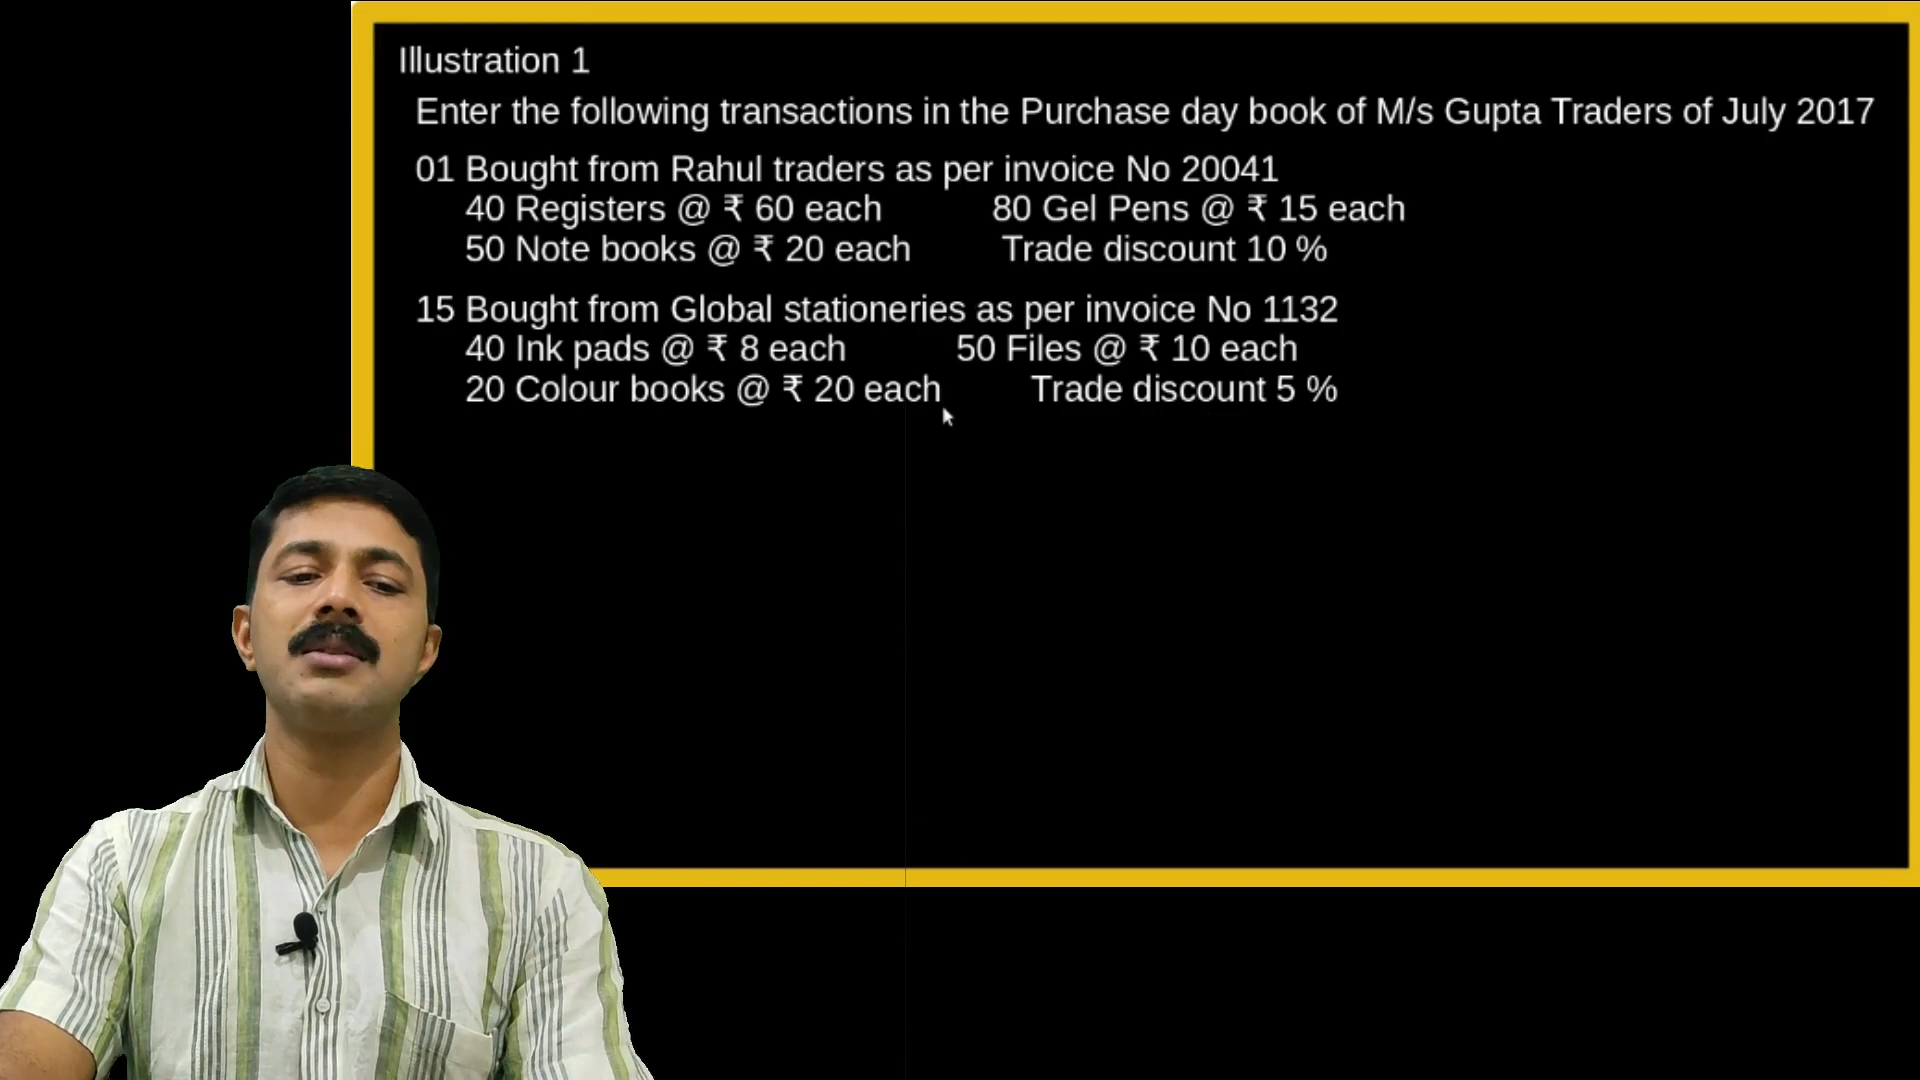 Illustration 1
Enter the following transactions in the Purchase day book of M/s Gupta Traders of July 2017
01 Bought from Rahul traders as per invoice No 20041
40 Registers @ ₹ 60 each 80 Gel Pens @ ₹ 15 each
50 Note books @ ₹ 20 each Trade discount 10 %
15 Bought from Global stationeries as per invoice No 1132
40 Ink pads @ ₹ 8 each 50 Files @ ₹ 10 each
20 Colour books @ ₹ 20 each Trade discount 5 %